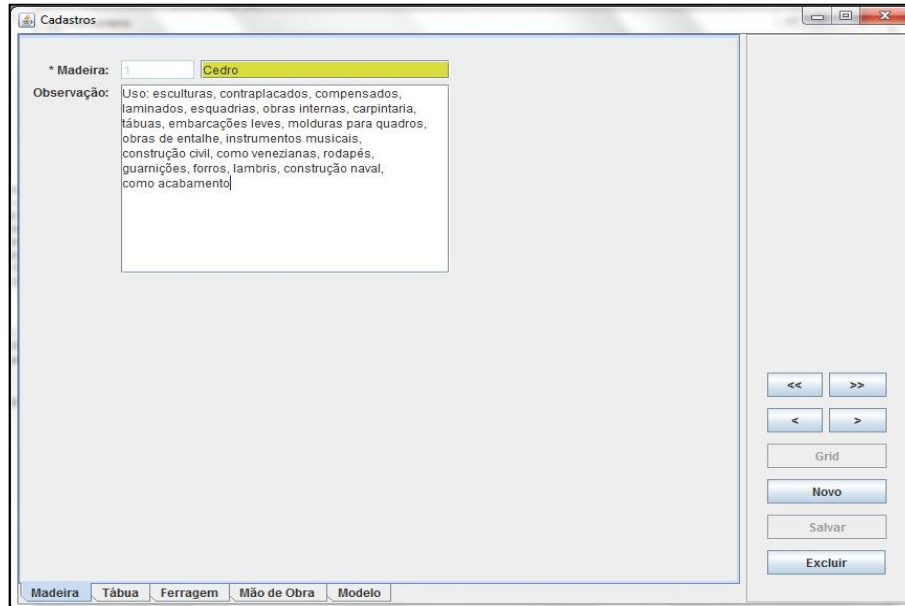 Cadastros
* Madeira: 1 Cedro
Observação: Uso: esculturas, contraplacados, compensados,
laminados, esquadrias, obras internas, carpintaria,
tábuas, embarcações leves, molduras para quadros,
obras de entalhe, instrumentos musicais,
construção civil, como venezianas, rodapés,
guarnições, forros, lambris, construção naval,
como acabamento
<< >>
< >
Grid
Novo
Salvar
Excluir
Madeira Tábua Ferragem Mão de Obra Modelo